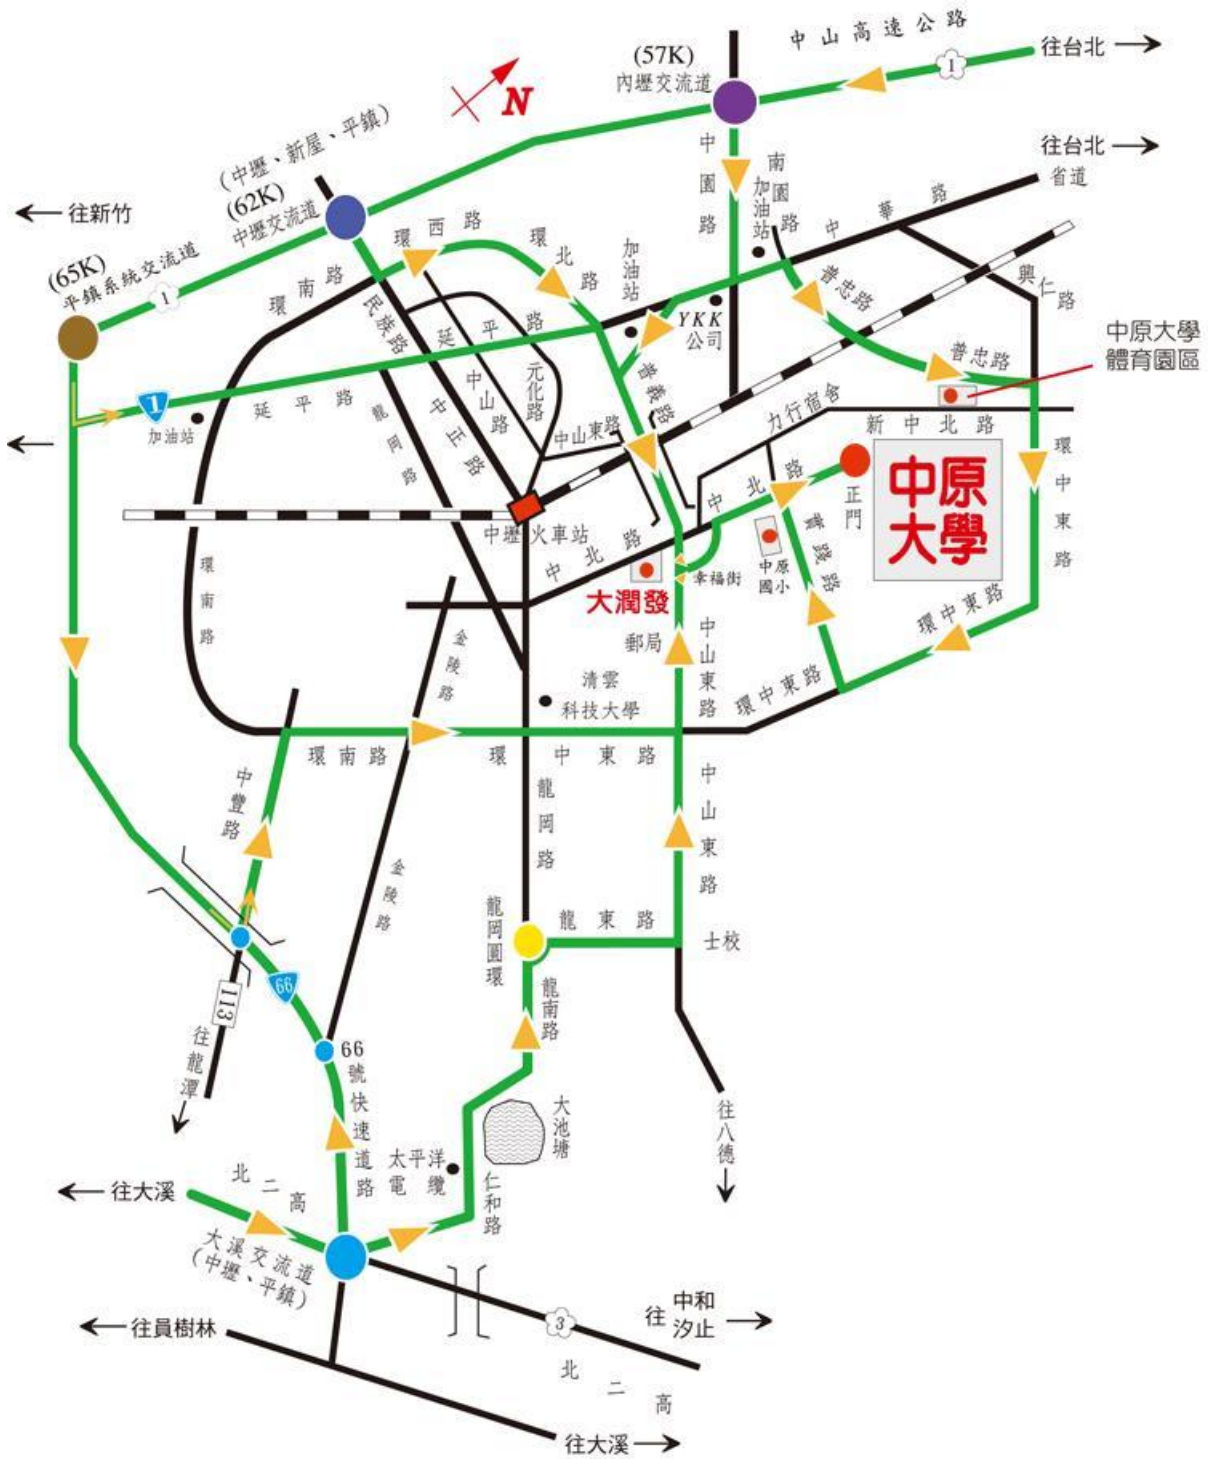 中山高速公路
1
往台北
(57K)
內壢交流道
N
往台北
省道
中園路
南園路
加油站
中華路
(中壢、新屋、平鎮)
(62K)
中壢交流道
往新竹
(65K)
平鎮系統交流道
1
環西路
環北路
加油站
環南路
民族路
延平路
YKK
公司
普忠路
興仁路
中原大學
體育園區
普忠路
1
加油站
延平路
龍岡路
中正路
中山路
元化路
中山東路
普義路
力行宿舍
新中北路
中原
大學
正門
環中東路
中北路
中壢火車站
中北路
大潤發
幸福街
中原
國小
實踐路
環南路
金陵路
郵局
中山東路
環中東路
環中東路
清雲
科技大學
環南路
環中東路
中豐路
龍岡路
中山東路
金陵路
龍岡圓環
龍東路
士校
66
113
往龍潭
66
號快速道路
龍南路
大池塘
往八德
太平洋
電纜
仁和路
往大溪
北二高
大溪交流道
(中壢、平鎮)
往員樹林
3
往
中和
汐止
北二高
往大溪